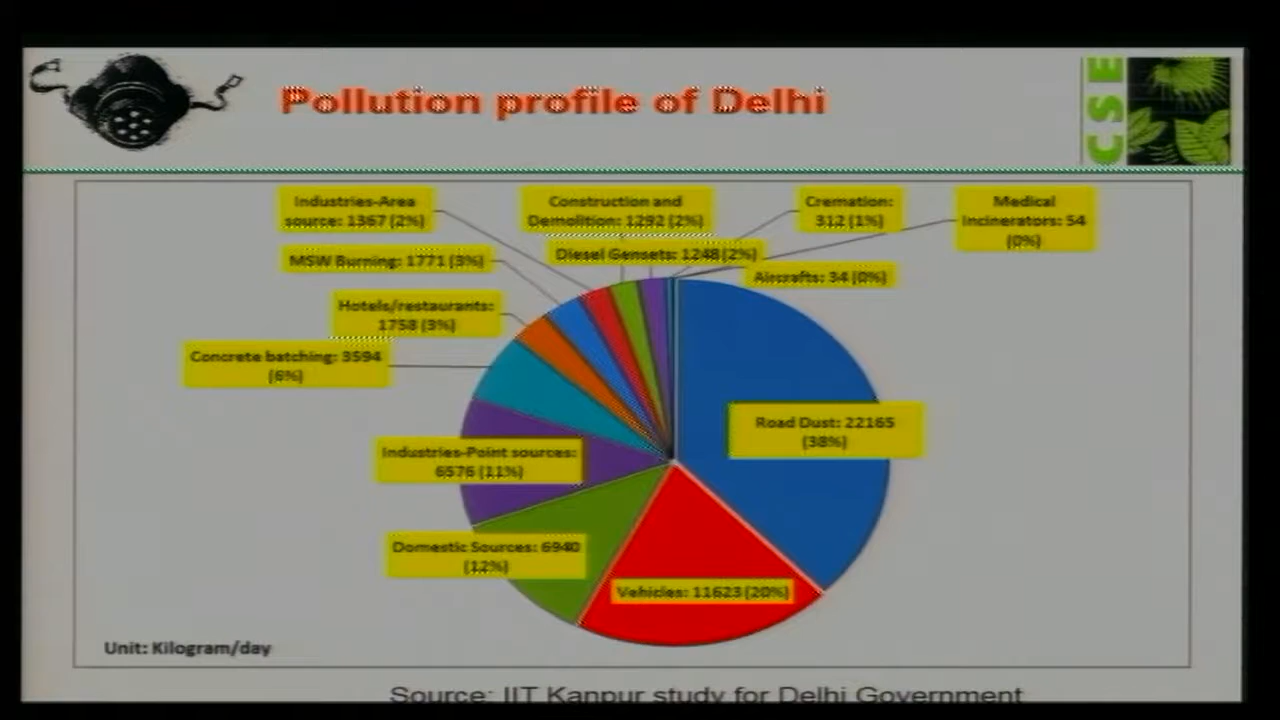 Pollution profile of Delhi
CSE
Industries-Area
source: 1367 (2%)
Construction and
Demolition: 1292 (2%)
Cremation:
312 (1%)
Medical
Incinerators: 54
(0%)
MSW Burning: 1771 (3%)
Diesel Gensets: 1248 (2%)
Aircrafts: 34 (0%)
Hotels/restaurants:
1758 (3%)
Concrete batching: 3594
(6%)
Road Dust: 22165
(38%)
Industries-Point sources:
6576 (11%)
Domestic Sources: 6940
(12%)
Vehicles: 11623 (20%)
Unit: Kilogram/day
Source: IIT Kanpur study for Delhi Government